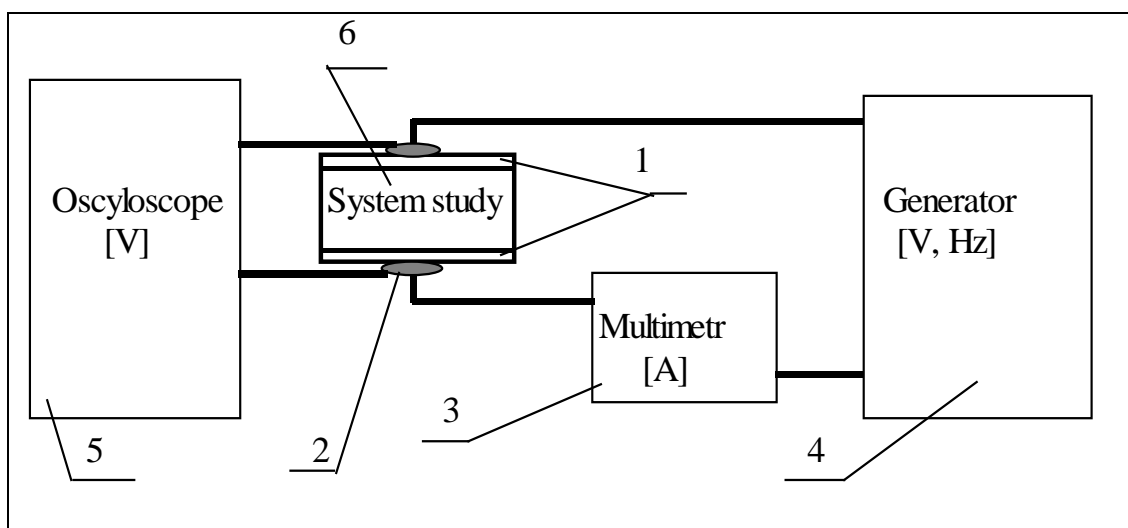 6
1
Oscyloscope
[V]
System study
Generator
[V, Hz]
Multimetr
[A]
5
2
3
4